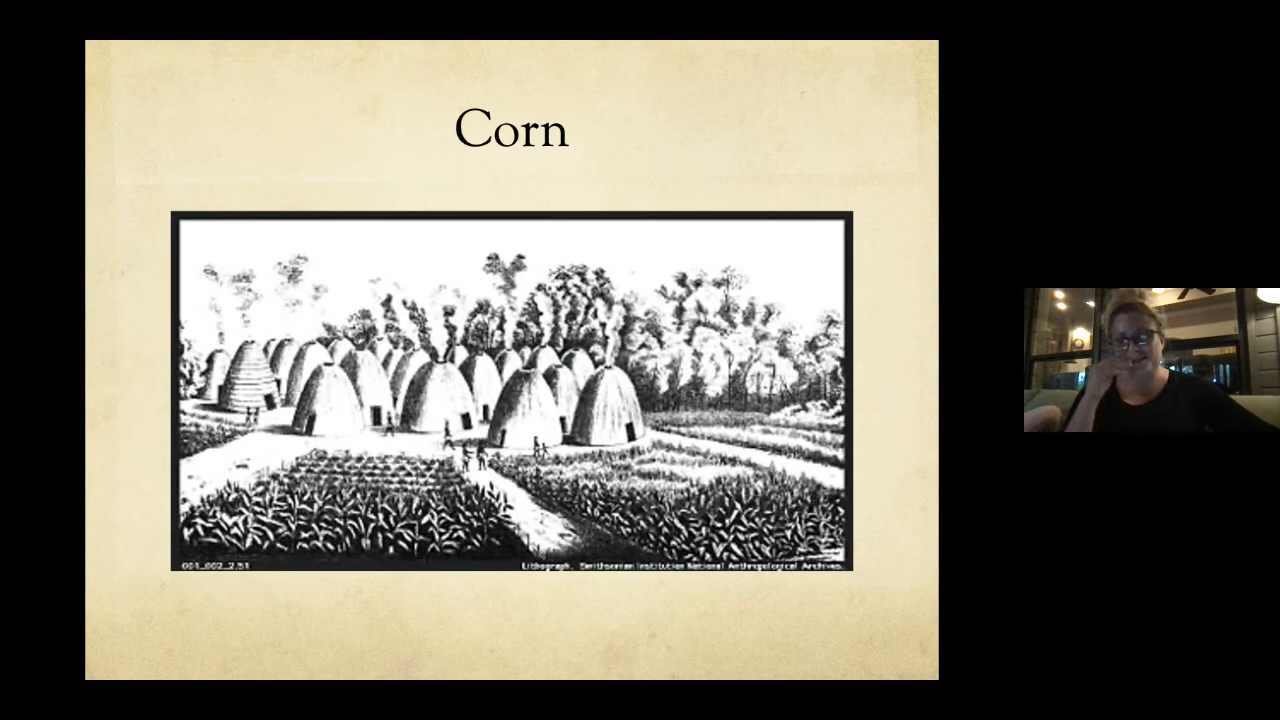 Corn
001_002_2.51
Lithograph. Smithsonian Institution National Anthropological Archives.